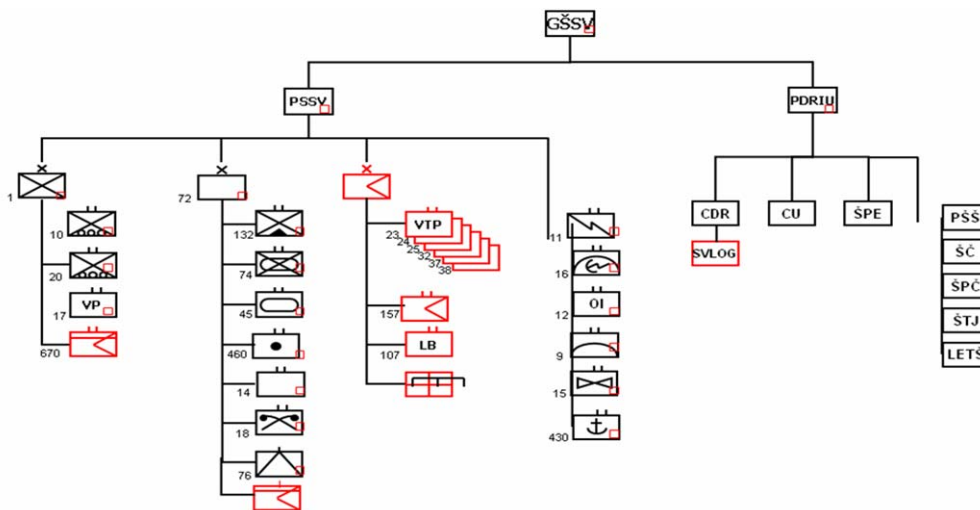 GŠSV
PSSV
PDRIU
1
72
10
20
17 VP
670
132
74
45
460
14
18
76
VTP
23
24
25
32
37
38
157
107 LB
11
16
12 OI
9
15
430
CDR
CU
ŠPE
SVLOG
PŠŠ
ŠČ
ŠPČ
ŠTJ
LETŠ